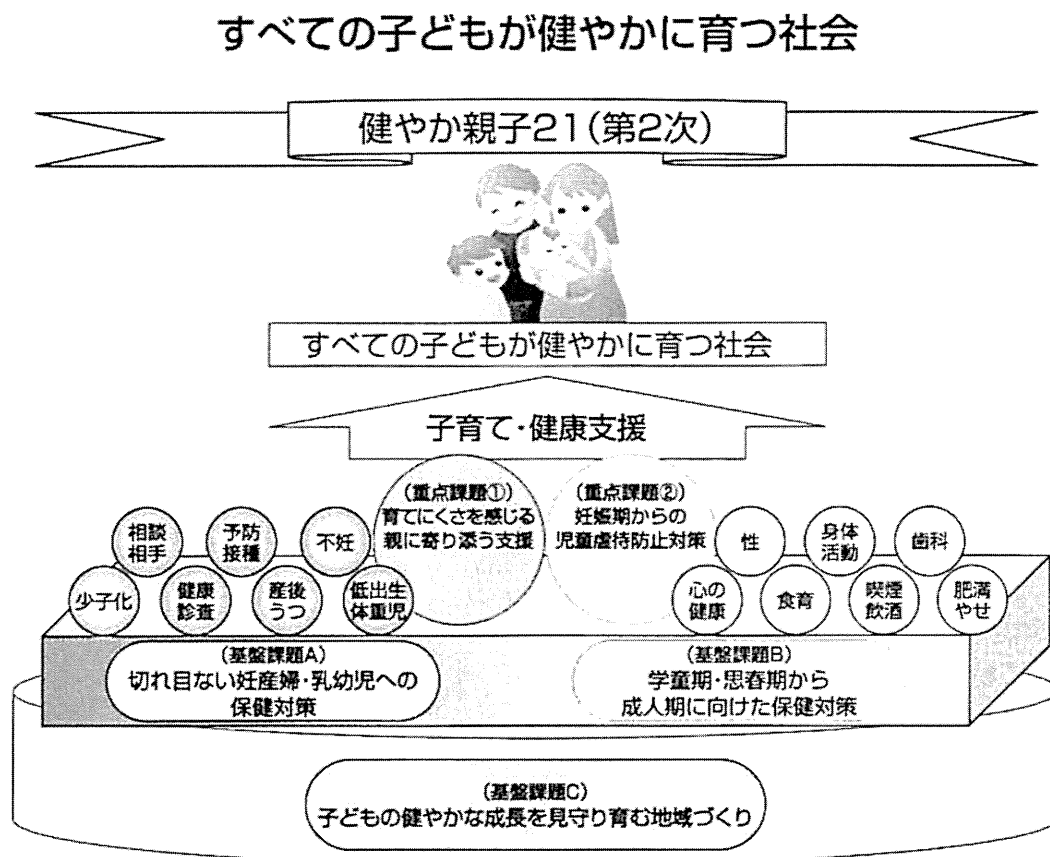 すべての子どもが健やかに育つ社会
健やか親子21(第2次)
すべての子どもが健やかに育つ社会
子育て・健康支援
(重点課題①)
育てにくさを感じる
親に寄り添う支援
(重点課題②)
妊娠期からの
児童虐待防止対策
相談
相手
予防
接種
不妊
少子化
健康
診査
産後
うつ
低出生
体重児
性
身体
活動
歯科
心の
健康
食育
喫煙
飲酒
肥満
やせ
(基盤課題A)
切れ目ない妊産婦・乳幼児への
保健対策
(基盤課題B)
学童期・思春期から
成人期に向けた保健対策
(基盤課題C)
子どもの健やかな成長を見守り育む地域づくり